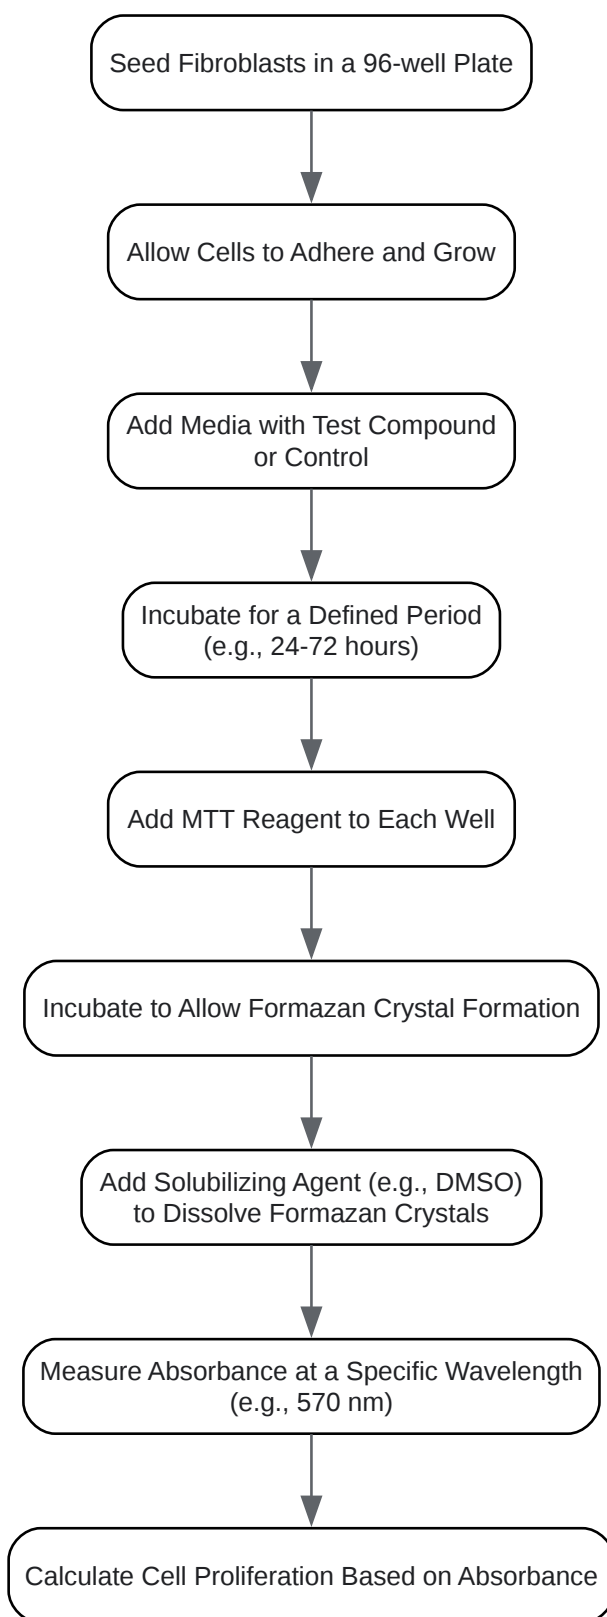 Seed Fibroblasts in a 96-well Plate
Allow Cells to Adhere and Grow
Add Media with Test Compound
or Control
Incubate for a Defined Period
(e.g., 24-72 hours)
Add MTT Reagent to Each Well
Incubate to Allow Formazan Crystal Formation
Add Solubilizing Agent (e.g., DMSO)
to Dissolve Formazan Crystals
Measure Absorbance at a Specific Wavelength
(e.g., 570 nm)
Calculate Cell Proliferation Based on Absorbance